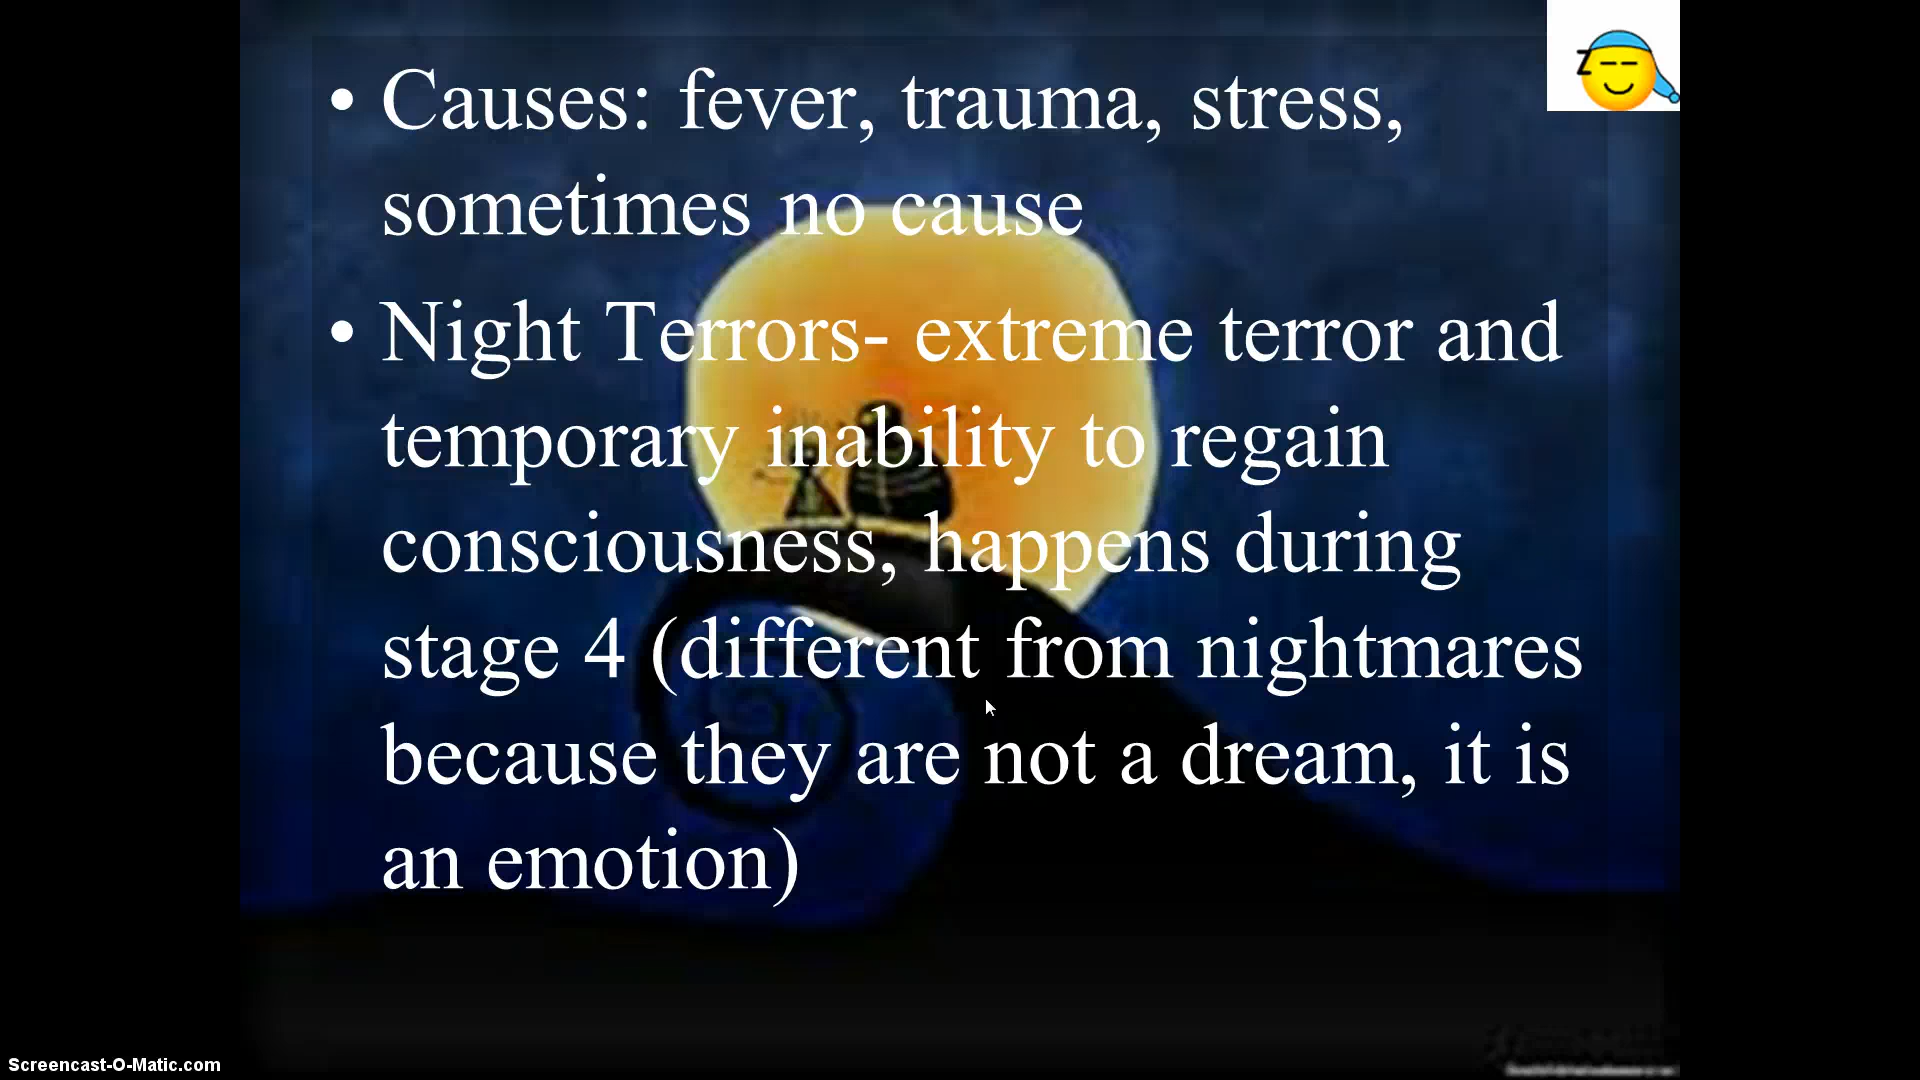 • Causes: fever, trauma, stress,
sometimes no cause
• Night Terrors- extreme terror and
temporary inability to regain
consciousness, happens during
stage 4 (different from nightmares
because they are not a dream, it is
an emotion)
z
Screencast-O-Matic.com